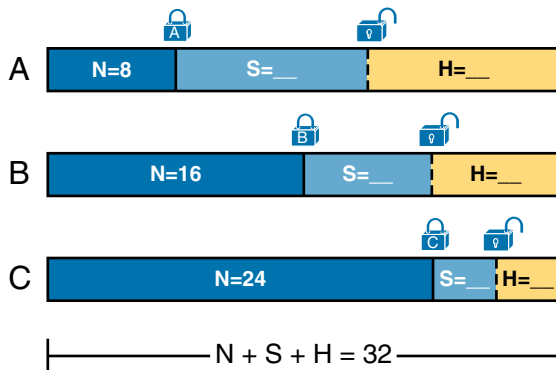 A
A N=8 S=__ H=__
B
B N=16 S=__ H=__
C
C N=24 S=__ H=__
N + S + H = 32